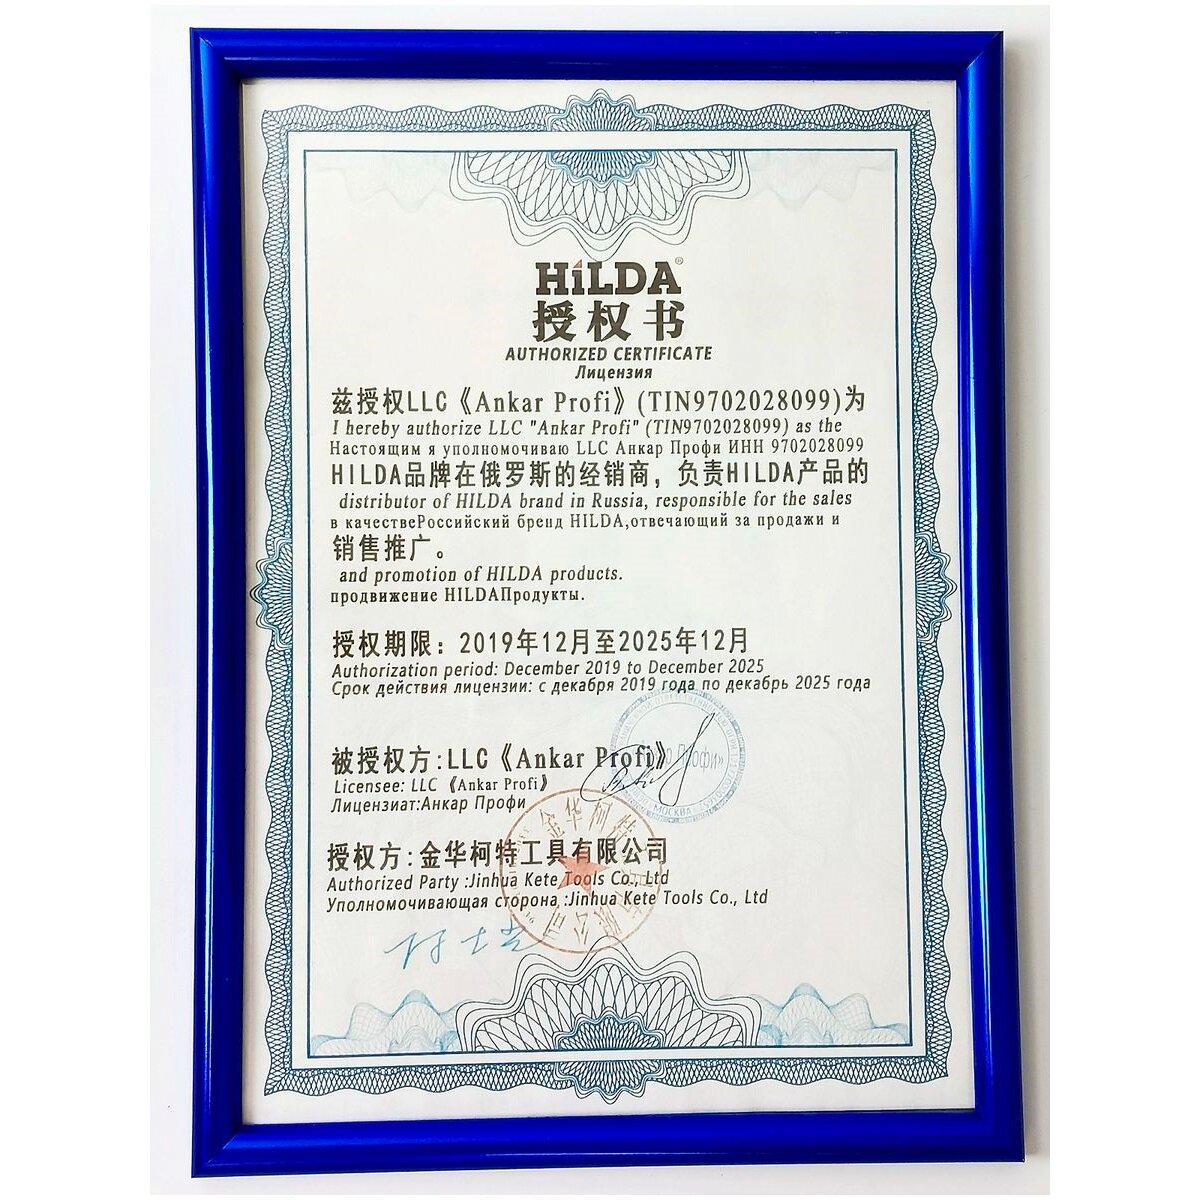 HiLDA®
授权书
AUTHORIZED CERTIFICATE
Лицензия
兹授权LLC《Ankar Profi》(TIN9702028099)为
I hereby authorize LLC "Ankar Profi" (TIN9702028099) as the
Настоящим я уполномочиваю LLC Анкар Профи ИНН 9702028099
HILDA品牌在俄罗斯的经销商，负责HILDA产品的
distributor of HILDA brand in Russia, responsible for the sales
в качествеРоссийский бренд HILDA,отвечающий за продажи и
销售推广。
and promotion of HILDA products.
продвижение HILDAПродукты.
授权期限：2019年12月至2025年12月
Authorization period: December 2019 to December 2025
Срок действия лицензии: с декабря 2019 года по декабрь 2025 года
被授权方:LLC《Ankar Profi》
Licensee: LLC 《Ankar Profi》
Лицензиат:Анкар Профи
授权方:金华柯特工具有限公司
Authorized Party :Jinhua Kete Tools Co., Ltd
Уполномочивающая сторона :Jinhua Kete Tools Co., Ltd